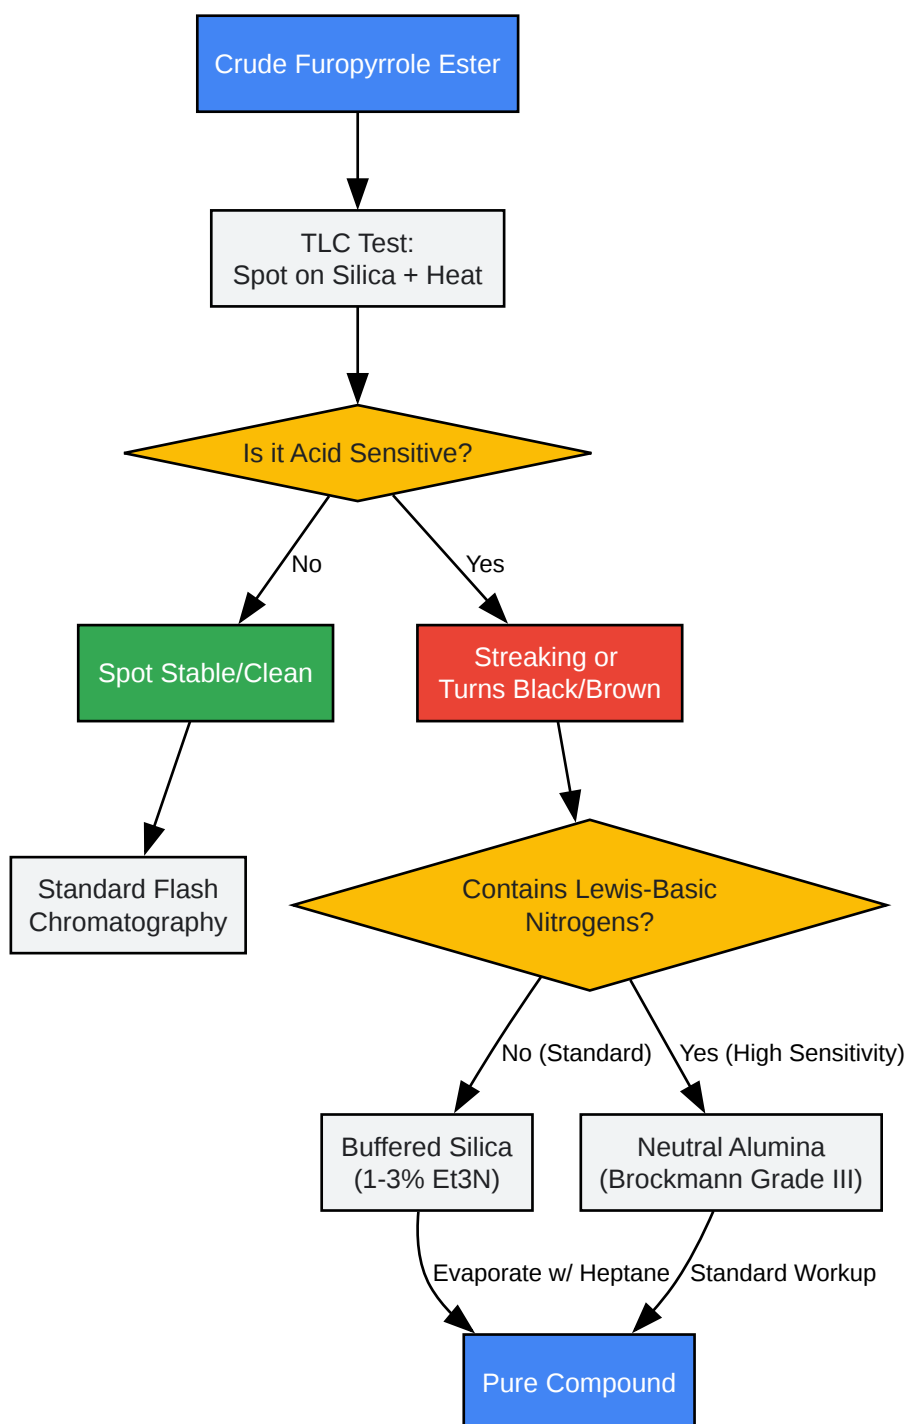 Crude Furopyrrole Ester
TLC Test:
Spot on Silica + Heat
Is it Acid Sensitive?
No
Yes
Spot Stable/Clean
Streaking or
Turns Black/Brown
Standard Flash
Chromatography
Contains Lewis-Basic
Nitrogens?
No (Standard)
Yes (High Sensitivity)
Buffered Silica
(1-3% Et3N)
Neutral Alumina
(Brockmann Grade III)
Evaporate w/ Heptane
Standard Workup
Pure Compound